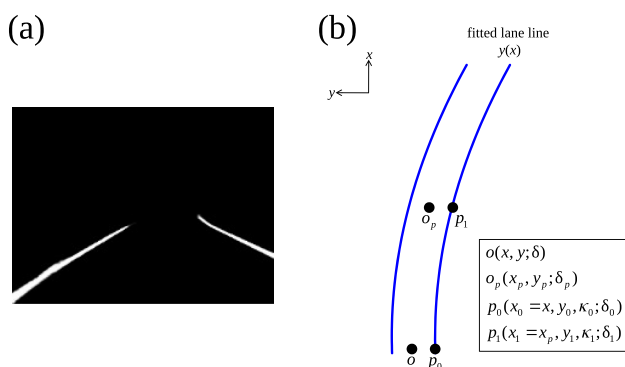 (a)
(b)
fitted lane line
y(x)
x
y
o_p
p_1
o(x, y; δ)
o_p(x_p, y_p; δ_p)
p_0(x_0 = x, y_0, κ_0; δ_0)
p_1(x_1 = x_p, y_1, κ_1; δ_1)
o
p_0